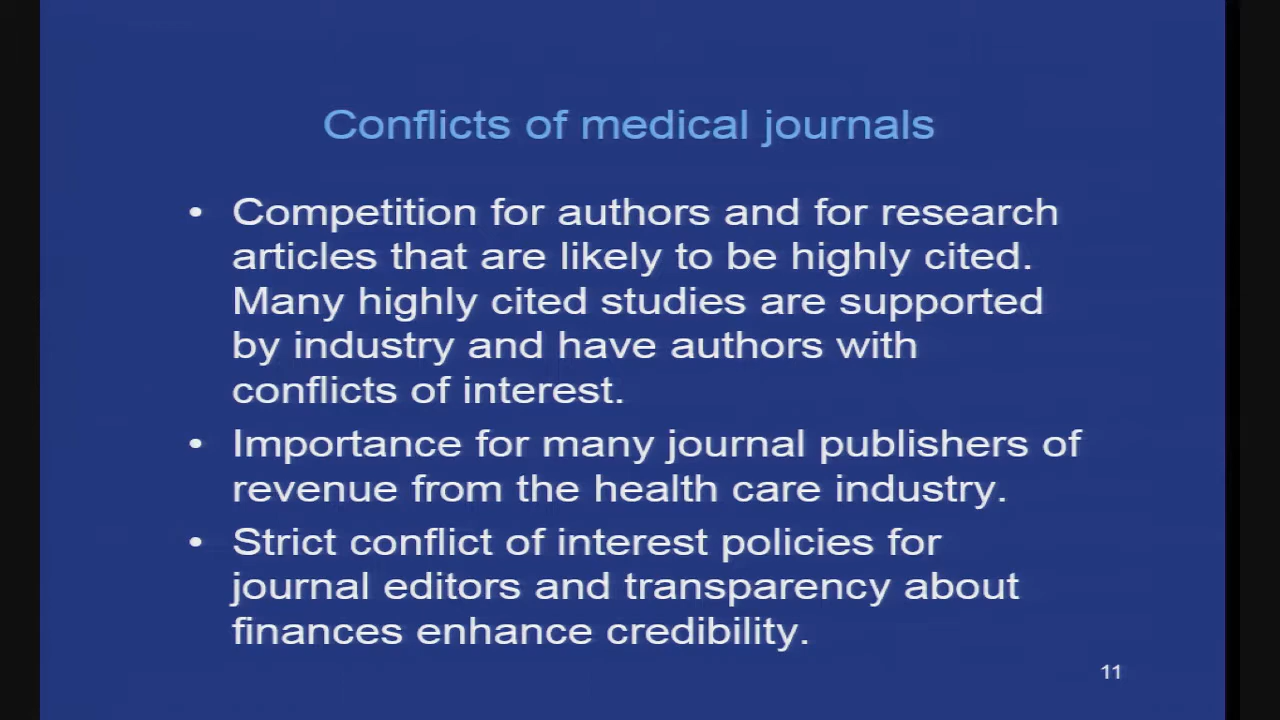 Conflicts of medical journals
• Competition for authors and for research
articles that are likely to be highly cited.
Many highly cited studies are supported
by industry and have authors with
conflicts of interest.
• Importance for many journal publishers of
revenue from the health care industry.
• Strict conflict of interest policies for
journal editors and transparency about
finances enhance credibility.
11